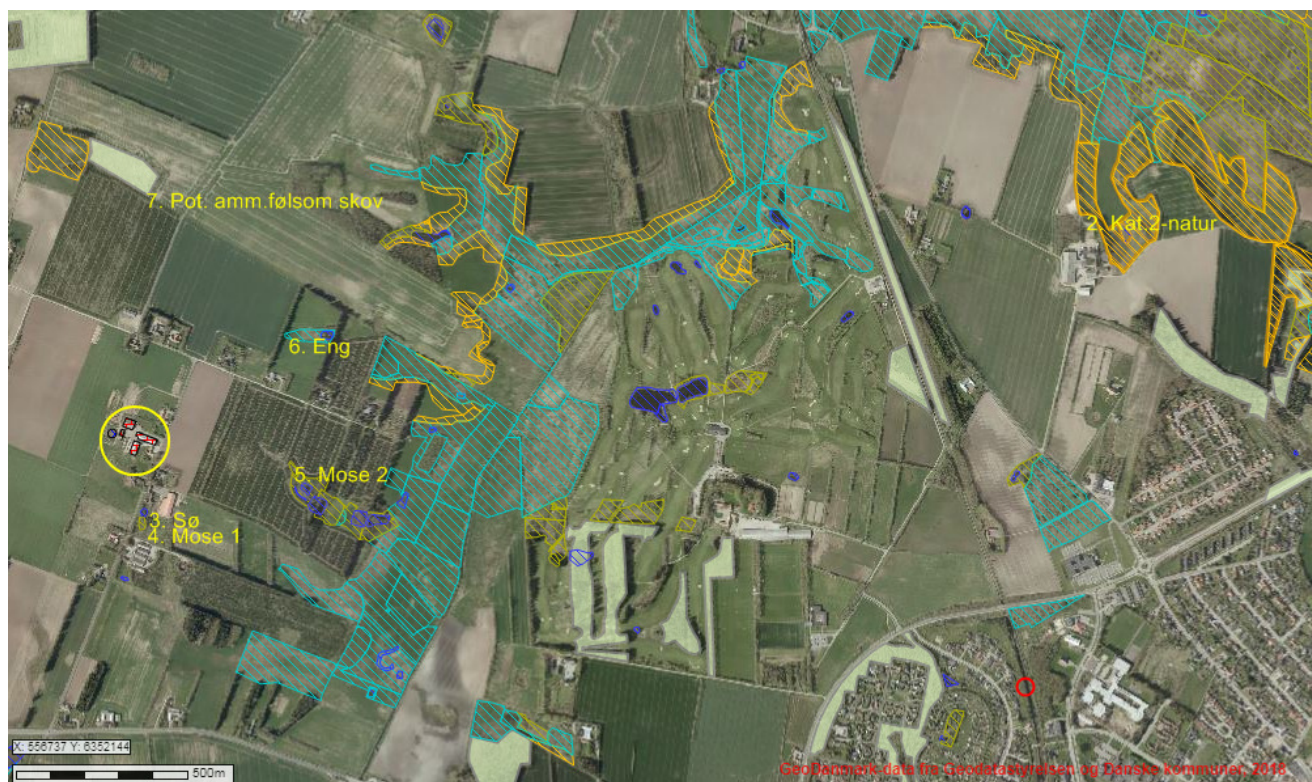 7. Pot. amm.følsom skov
2. Kat.2-natur
6. Eng
5. Mose 2
3. Sø
4. Mose 1
X: 556737 Y: 6352144
500m
GeoDanmark-data fra Geodatastyrelsen og Danske kommuner, 2018